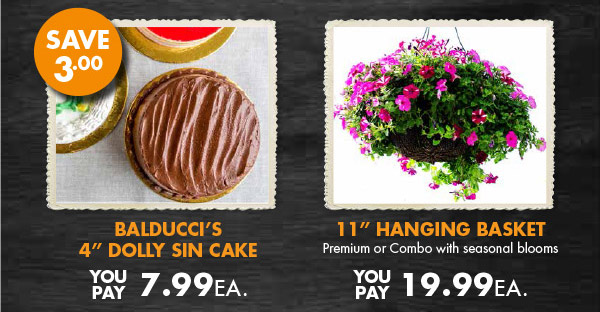 SAVE
3.00
BALDUCCI'S
4" DOLLY SIN CAKE
YOU
PAY 7.99EA.
11" HANGING BASKET
Premium or Combo with seasonal blooms
YOU
PAY 19.99EA.